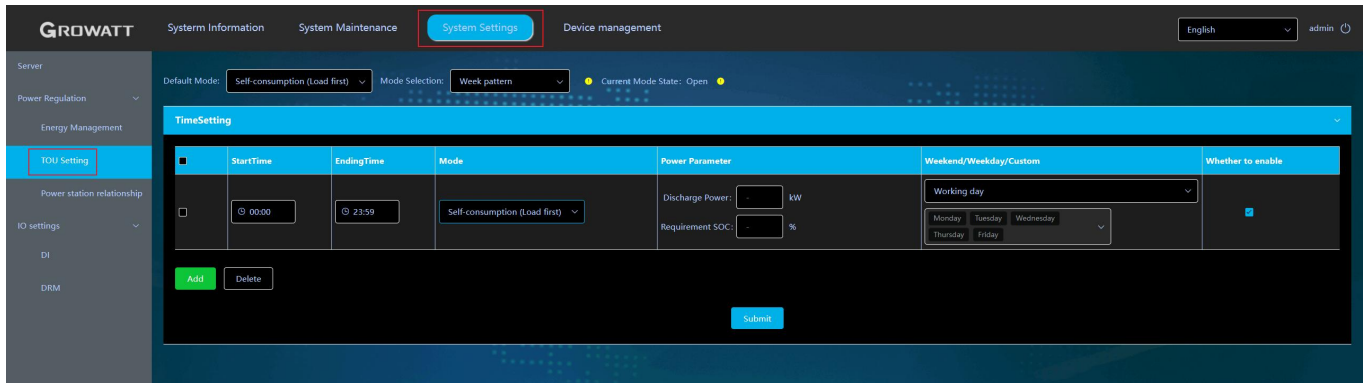 GROWATT
Systerm Information
System Maintenance
System Settings
Device management
English
admin
Server
Power Regulation
Energy Management
TOU Setting
Power station relationship
IO settings
DI
DRM
Default Mode: Self-consumption (Load first) Mode Selection: Week pattern Current Mode State: Open
TimeSetting
StartTime EndingTime Mode Power Parameter Weekend/Weekday/Custom Whether to enable
00:00 23:59 Self-consumption (Load first)
Discharge Power: - kW
Requirement SOC: - %
Working day
Monday Tuesday Wednesday
Thursday Friday
Add Delete
Submit